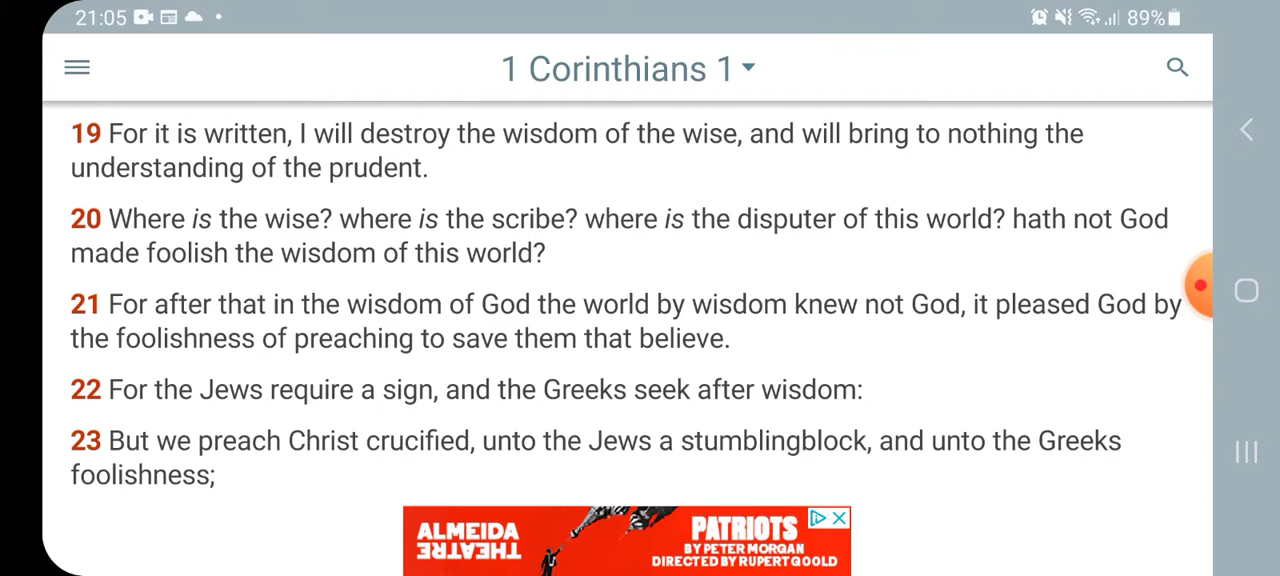 21:05
89%
1 Corinthians 1
19 For it is written, I will destroy the wisdom of the wise, and will bring to nothing the
understanding of the prudent.
20 Where is the wise? where is the scribe? where is the disputer of this world? hath not God
made foolish the wisdom of this world?
21 For after that in the wisdom of God the world by wisdom knew not God, it pleased God by
the foolishness of preaching to save them that believe.
22 For the Jews require a sign, and the Greeks seek after wisdom:
23 But we preach Christ crucified, unto the Jews a stumblingblock, and unto the Greeks
foolishness;
ALMEIDA
THEATRE
PATRIOTS
BY PETER MORGAN
DIRECTED BY RUPERT GOOLD